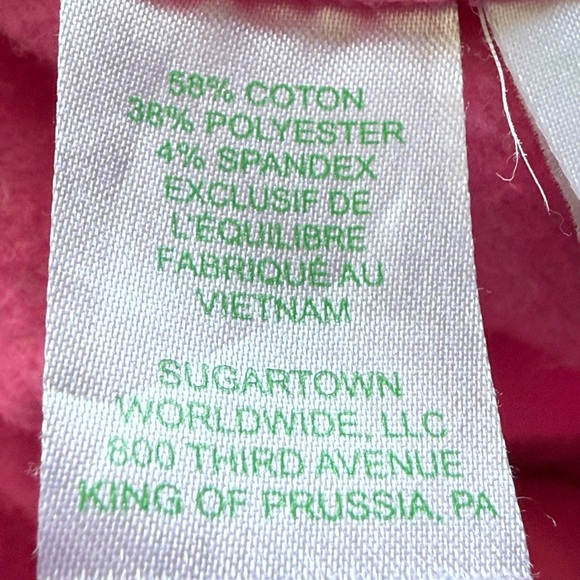 58% COTON
38% POLYESTER
4% SPANDEX
EXCLUSIF DE
L'ÉQUILIBRE
FABRIQUÉ AU
VIETNAM
SUGARTOWN
WORLDWIDE, LLC
800 THIRD AVENUE
KING OF PRUSSIA, PA